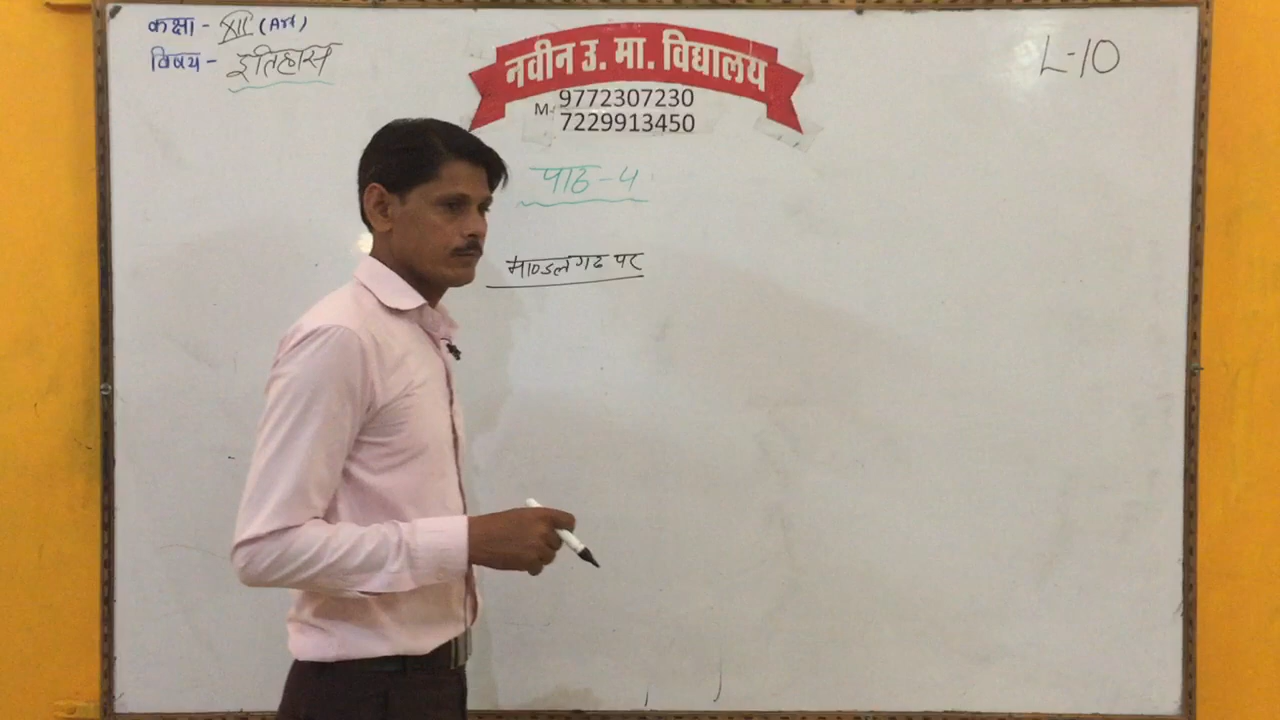 कक्षा - XII (Art)
विषय - इतिहास
L-10
नवीन उ. मा. विद्यालय
M- 9772307230
7229913450
पाठ-4
माण्डलगढ पर